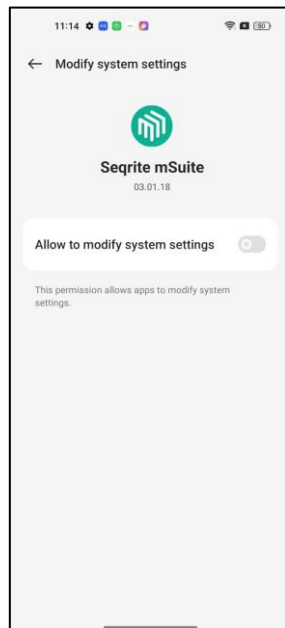 11:14
50
Modify system settings
Seqrite mSuite
03.01.18
Allow to modify system settings
This permission allows apps to modify system
settings.